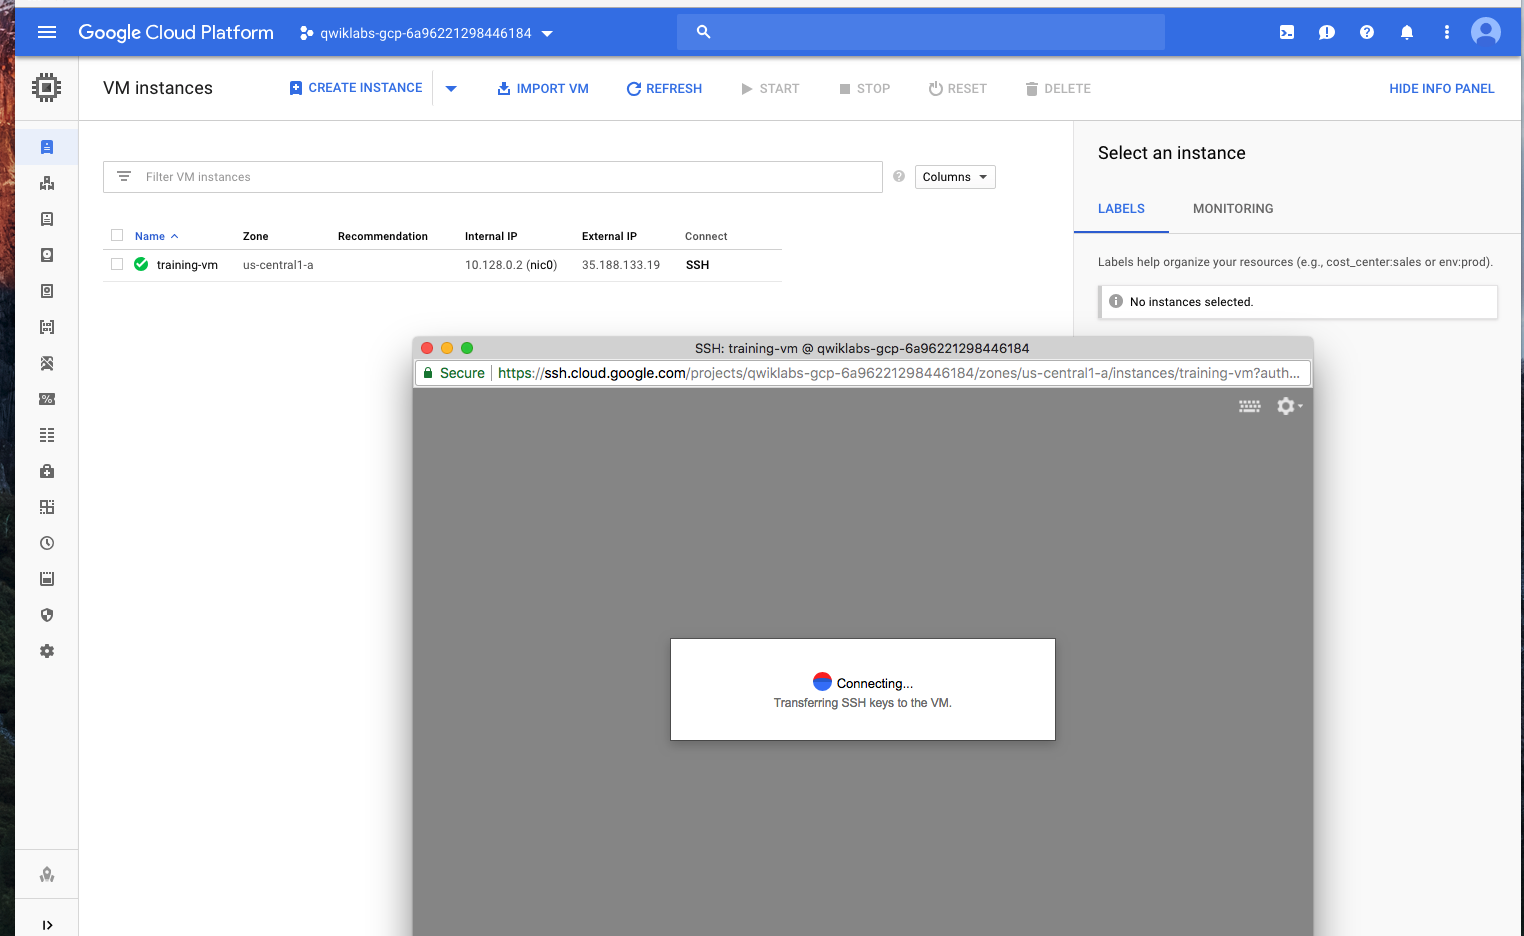 Google Cloud Platform
qwiklabs-gcp-6a96221298446184
VM instances
CREATE INSTANCE
IMPORT VM
REFRESH
START
STOP
RESET
DELETE
HIDE INFO PANEL
Filter VM instances
Columns
Name Zone Recommendation Internal IP External IP Connect
training-vm us-central1-a 10.128.0.2 (nic0) 35.188.133.19 SSH
Select an instance
LABELS MONITORING
Labels help organize your resources (e.g., cost_center:sales or env:prod).
No instances selected.
SSH: training-vm @ qwiklabs-gcp-6a96221298446184
Secure https://ssh.cloud.google.com/projects/qwiklabs-gcp-6a96221298446184/zones/us-central1-a/instances/training-vm?auth...
Connecting...
Transferring SSH keys to the VM.